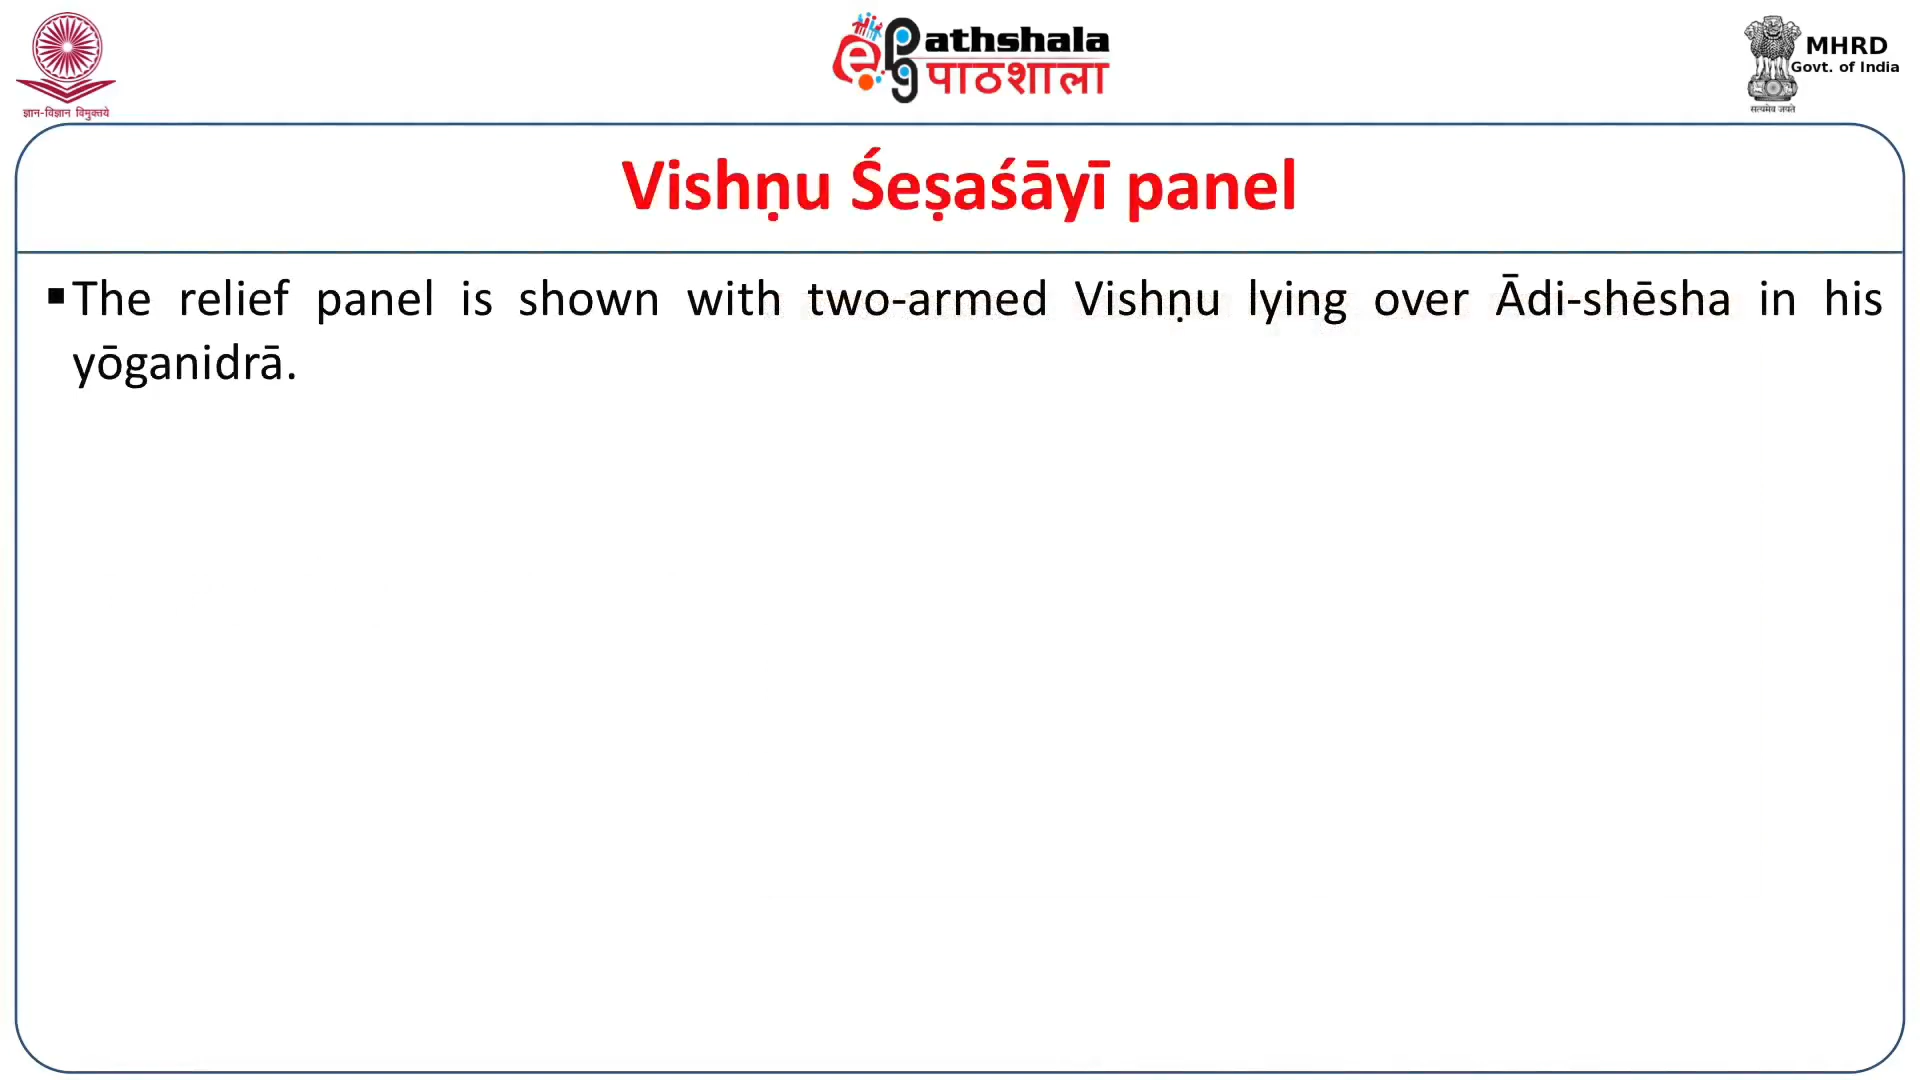 ज्ञान-विज्ञान विमुक्तये
ePathshala
पाठशाला
MHRD
Govt. of India
सत्यमेव जयते
Vishṇu Śeṣaśāyī panel
▪The relief panel is shown with two-armed Vishṇu lying over Ādi-shēsha in his
yōganidrā.